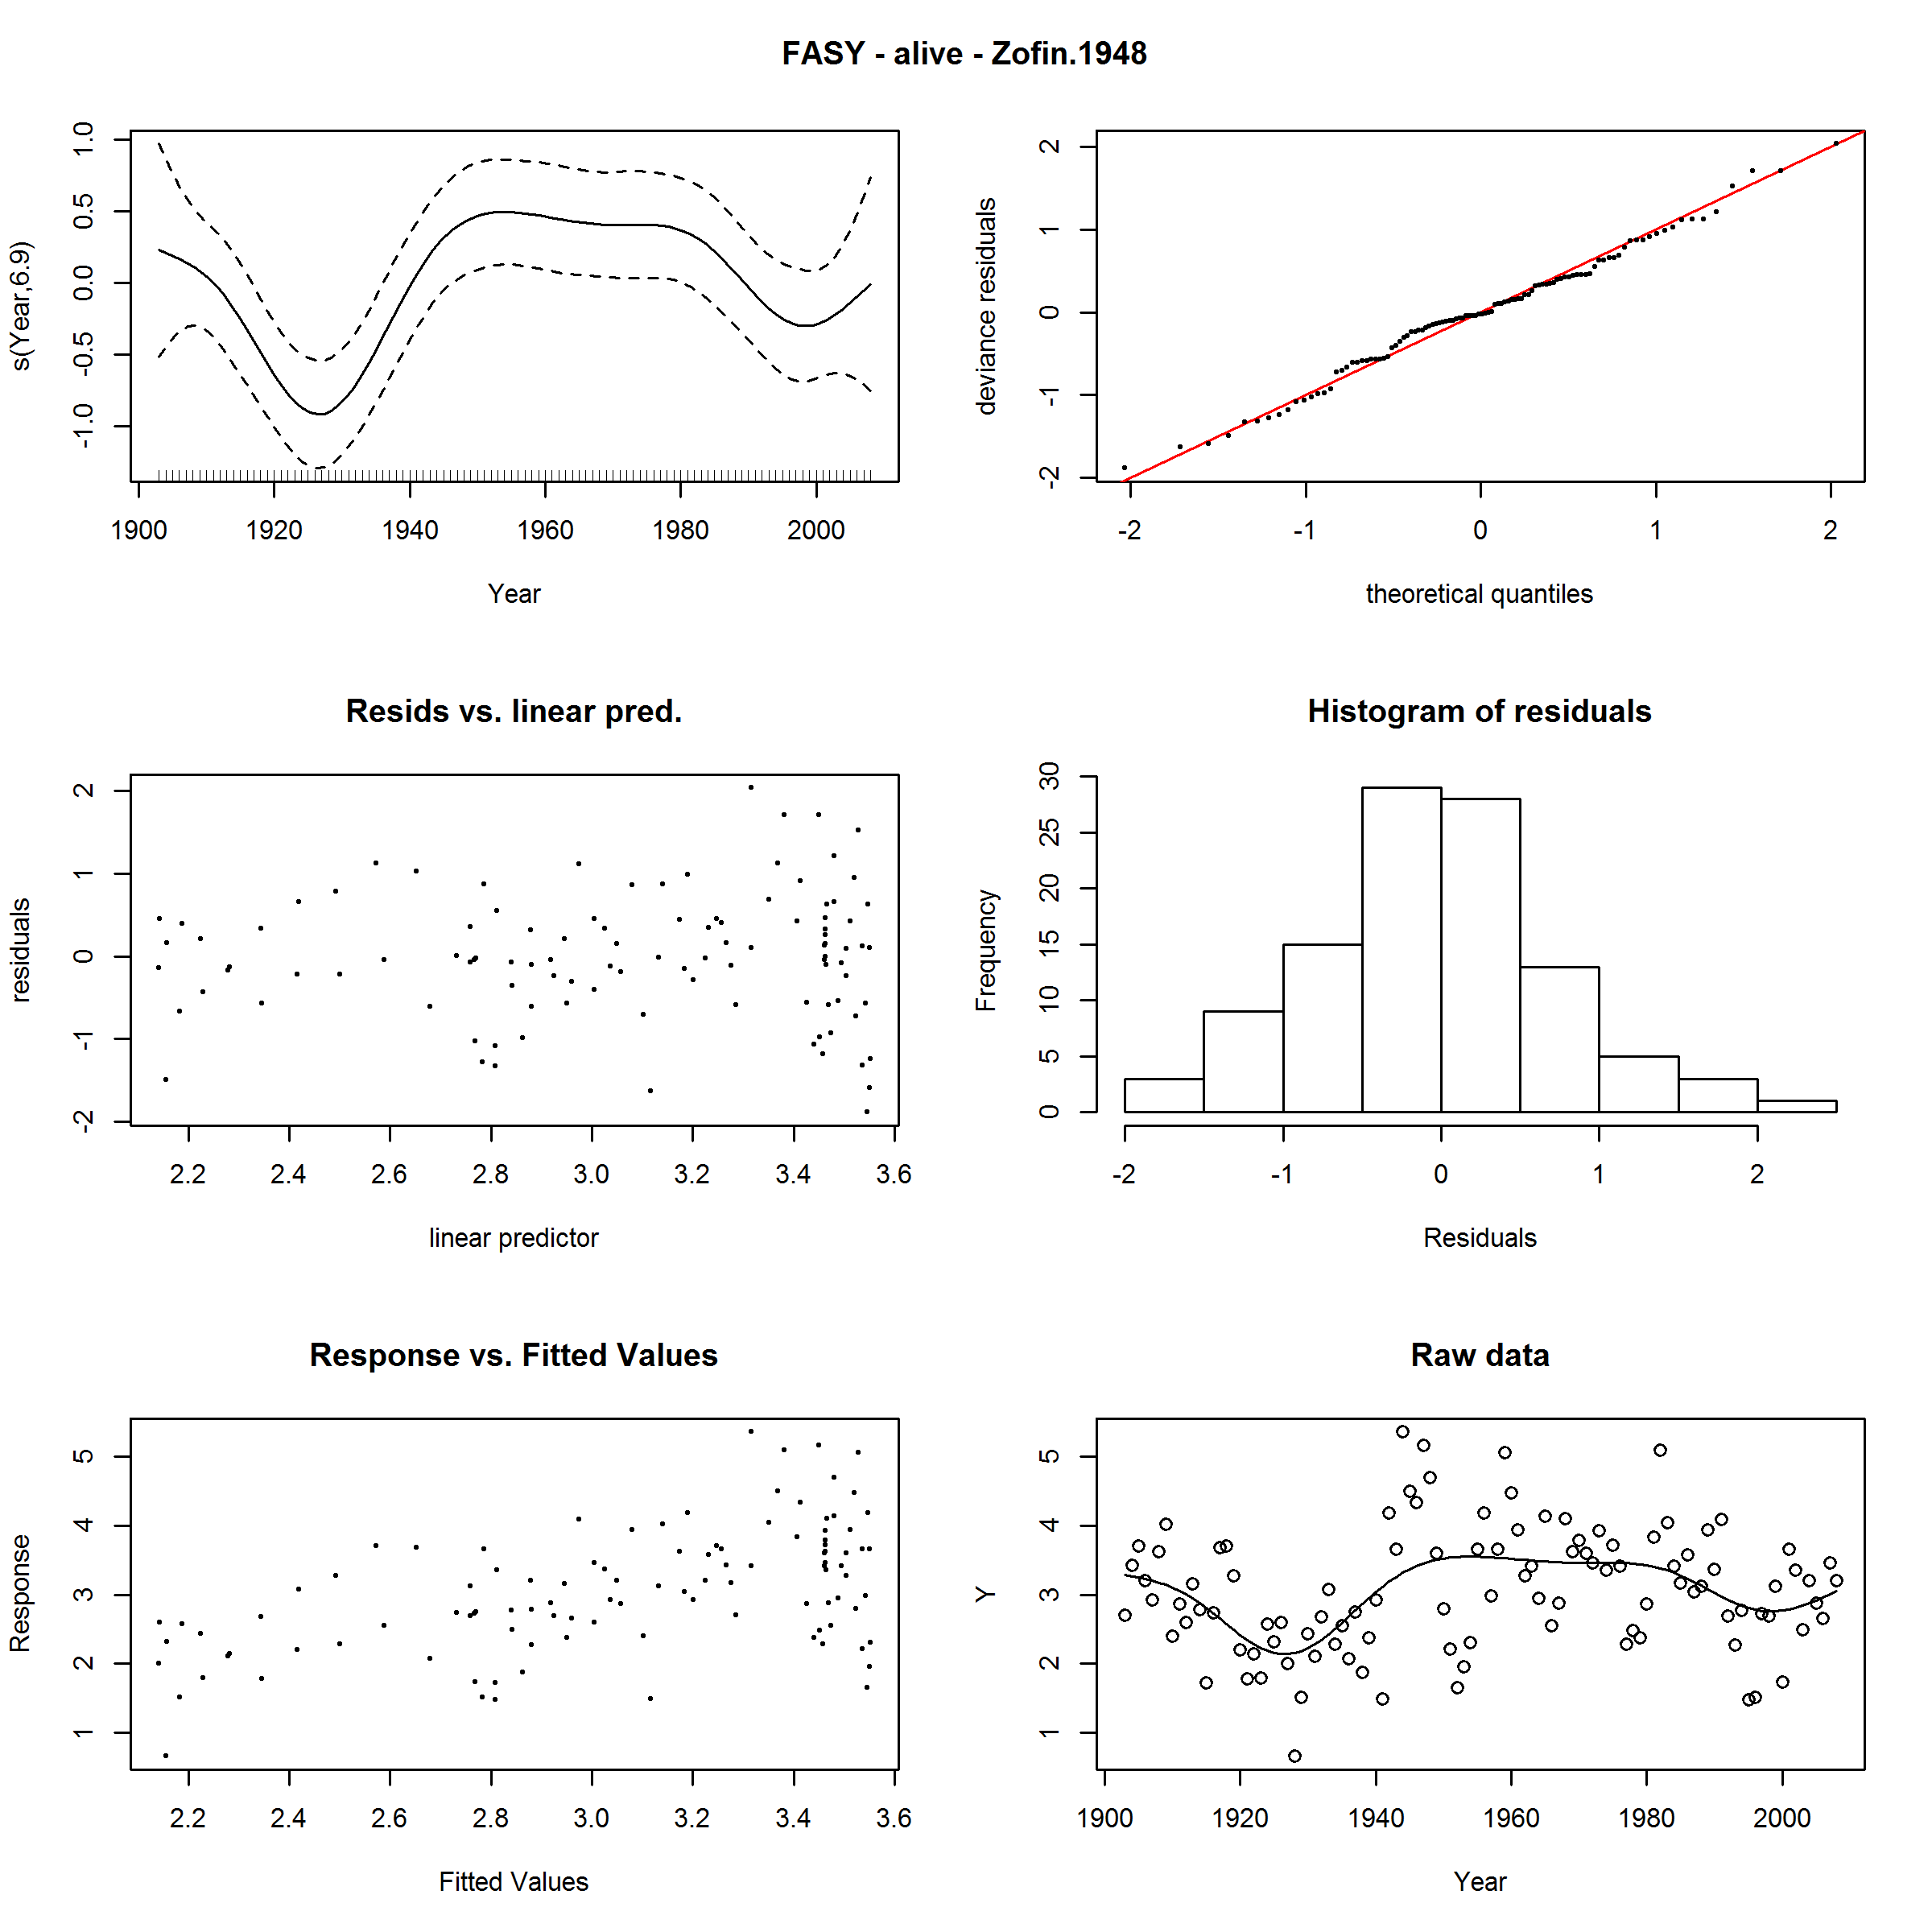 FASY - alive - Zofin.1948
s(Year,6.9)
1.0
0.5
0.0
-0.5
-1.0
1900 1920 1940 1960 1980 2000
Year
deviance residuals
2
1
0
-1
-2
-2 -1 0 1 2
theoretical quantiles
Resids vs. linear pred.
residuals
2
1
0
-1
-2
2.2 2.4 2.6 2.8 3.0 3.2 3.4 3.6
linear predictor
Histogram of residuals
Frequency
30
25
20
15
10
5
0
-2 -1 0 1 2
Residuals
Response vs. Fitted Values
Response
5
4
3
2
1
2.2 2.4 2.6 2.8 3.0 3.2 3.4 3.6
Fitted Values
Raw data
Y
5
4
3
2
1
1900 1920 1940 1960 1980 2000
Year